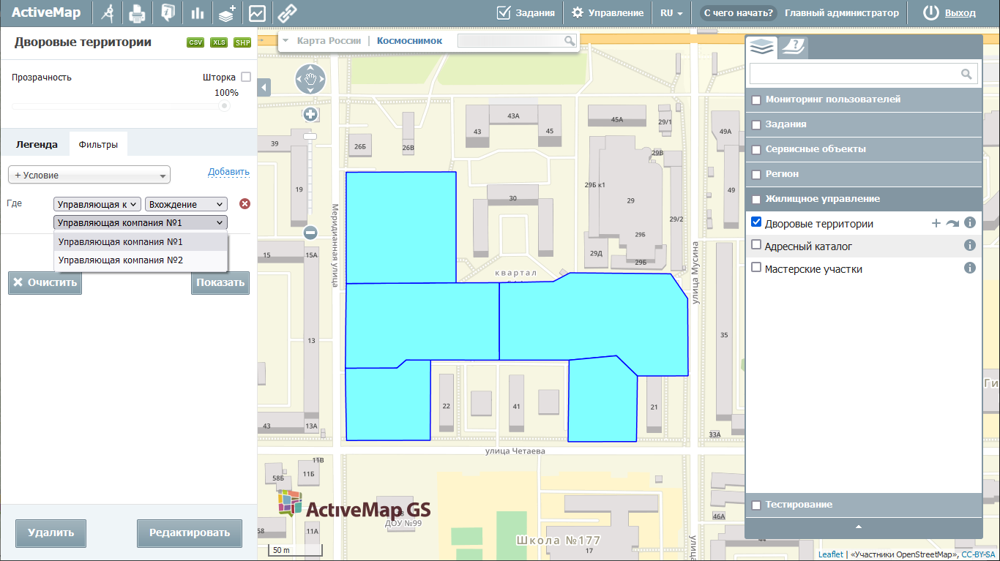 ActiveMap
Задания
Управление
RU
С чего начать?
Главный администратор
Выход
Дворовые территории
CSV
XLS
SHP
Прозрачность
Шторка
100%
Легенда
Фильтры
+ Условие
Добавить
Где
Управляющая к
Вхождение
Управляющая компания №1
Управляющая компания №1
Управляющая компания №2
Очистить
Показать
Удалить
Редактировать
Карта России | Космоснимок
Мониторинг пользователей
Задания
Сервисные объекты
Регион
Жилищное управление
Дворовые территории
Адресный каталог
Мастерские участки
Тестирование
43А
43
45
45А
29/1
49А
39
26Б
26В
29В
19
29Б к1
49
30
29
29/2
29Б
29Д
29Б
15
15А
Меридианная улица
квартал
улица Мусина
13
35
22
41
21
43
13А
33А
улица Четаева
11В
11Б
58Б
Ги
46А
ActiveMap GS
ДОУ №99
58
11А
Школа №177
17
44
улица
50 m
Leaflet | «Участники OpenStreetMap», CC-BY-SA